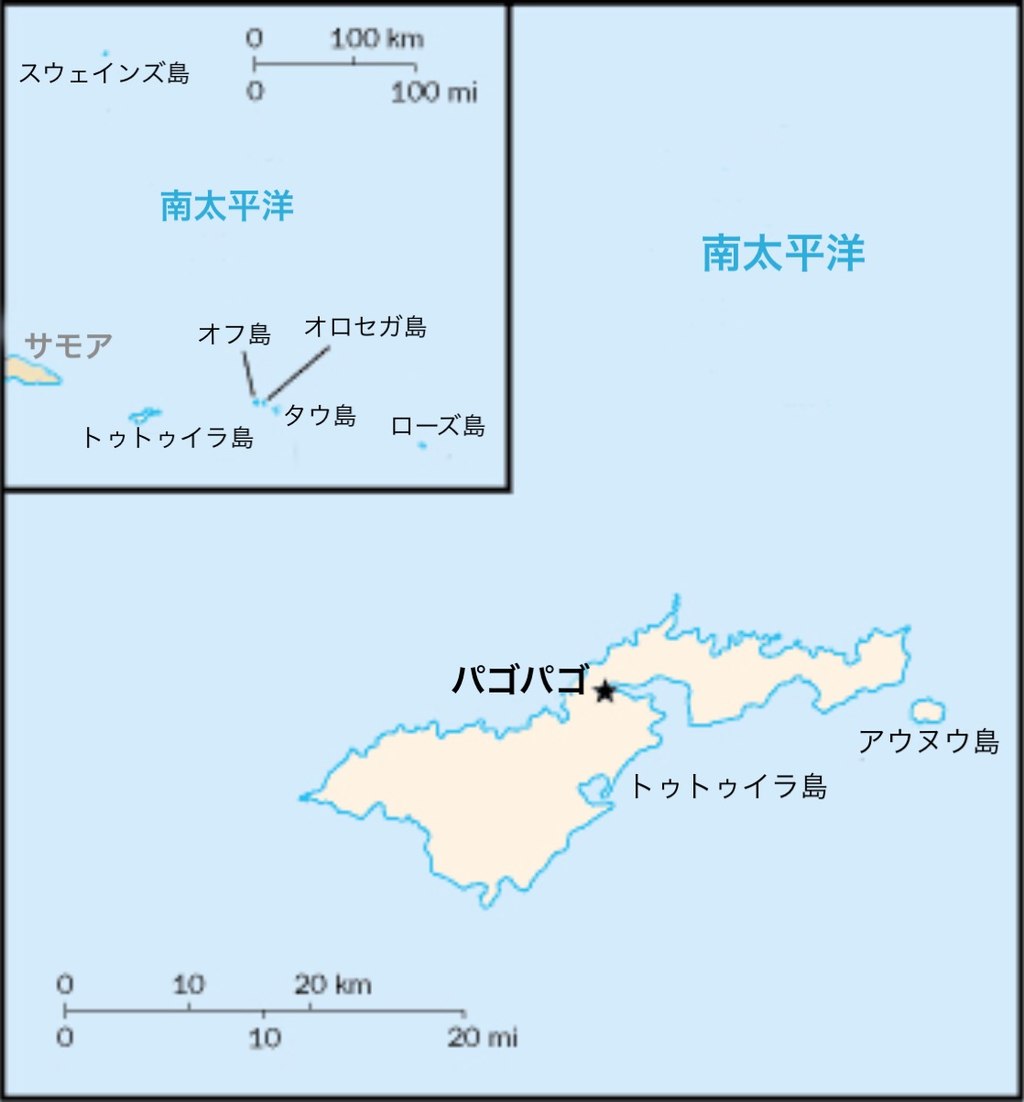 0 100 km
スウェインズ島
0 100 mi
南太平洋
南太平洋
オフ島 オロセガ島
サモア
タウ島 ローズ島
トゥトゥイラ島
パゴパゴ
アウヌウ島
トゥトゥイラ島
0 10 20 km
0 10 20 mi